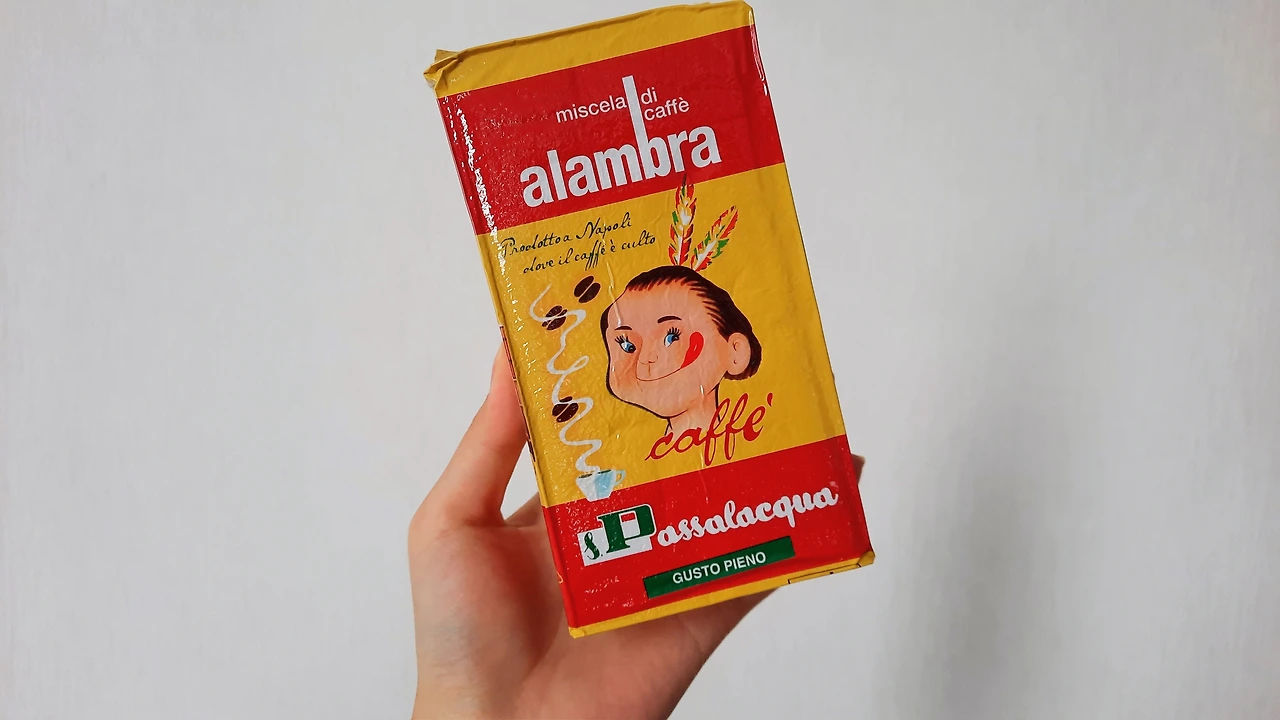 miscela di
caffè
alambra
Prodotto a Napoli
dove il caffè è culto
caffè
S. Passalacqua
GUSTO PIENO